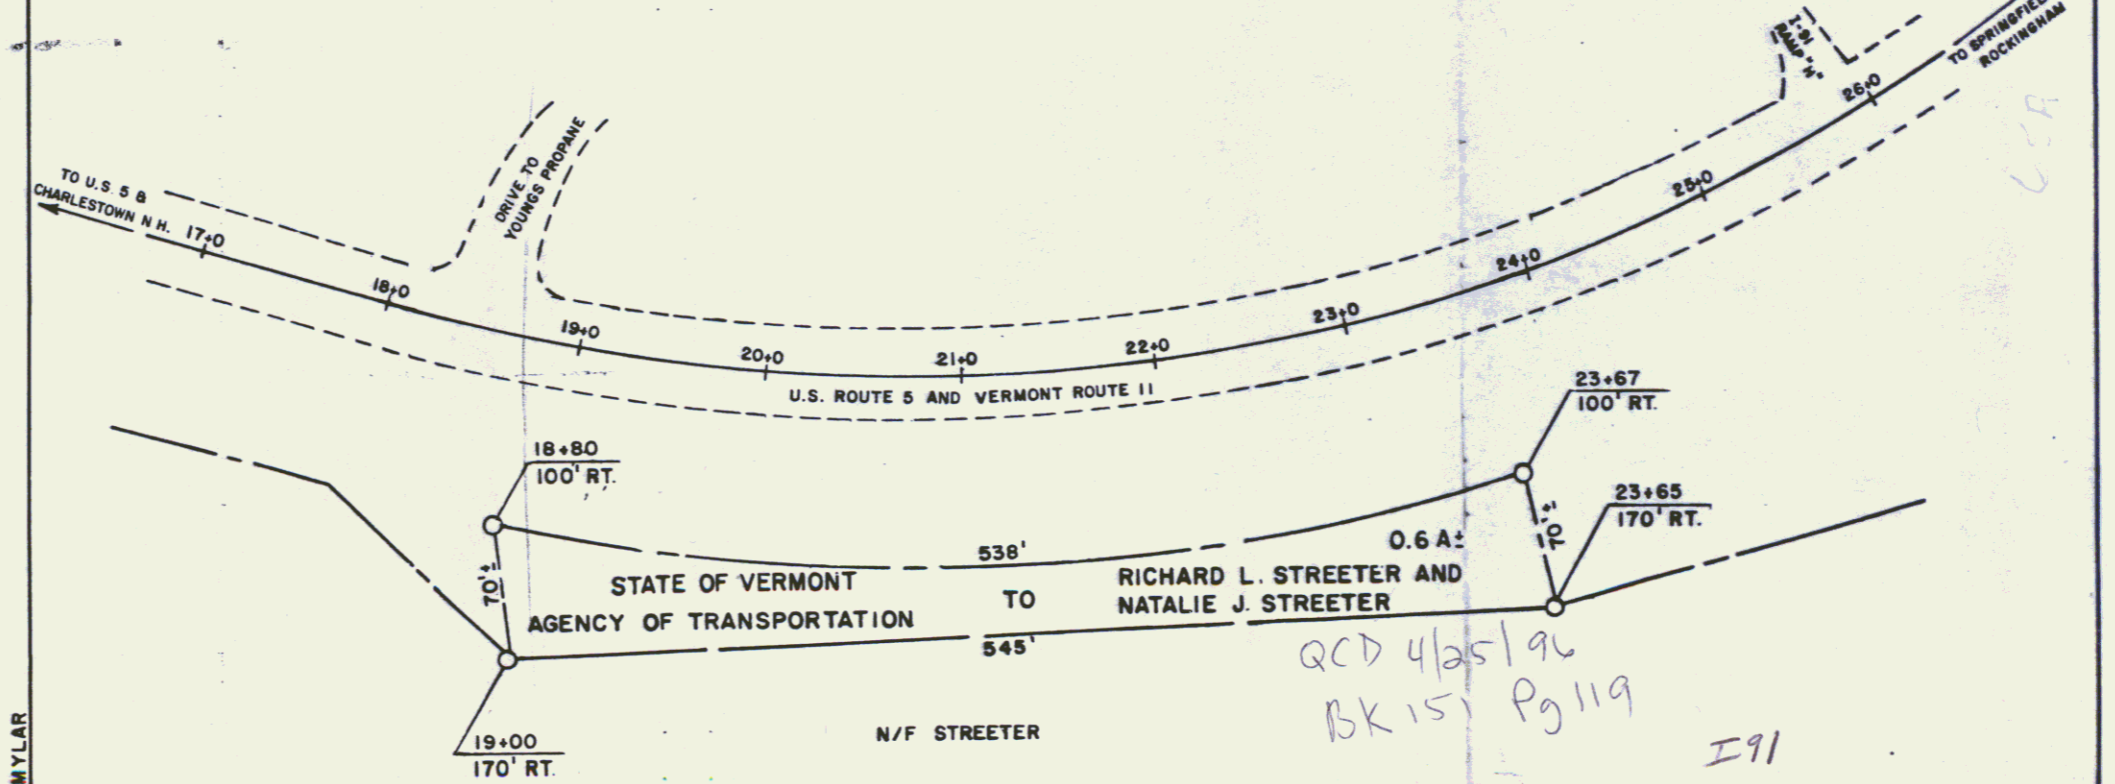 I-91
RAMP "H"
TO SPRINGFIEL
ROCKINGHAM
26+0
TO U.S. 5 &
CHARLESTOWN N.H.
DRIVE TO
YOUNGS PROPANE
17+0
18+0
19+0
20+0
21+0
22+0
23+0
24+0
25+0
U.S. ROUTE 5 AND VERMONT ROUTE 11
23+67
100' RT.
18+80
100' RT.
23+65
170' RT.
538'
0.6 A±
70'±
70'±
STATE OF VERMONT
AGENCY OF TRANSPORTATION
TO
RICHARD L. STREETER AND
NATALIE J. STREETER
545'
QCD 4/25/96
BK 151 Pg 119
N/F STREETER
19+00
170' RT.
I91
MYLAR